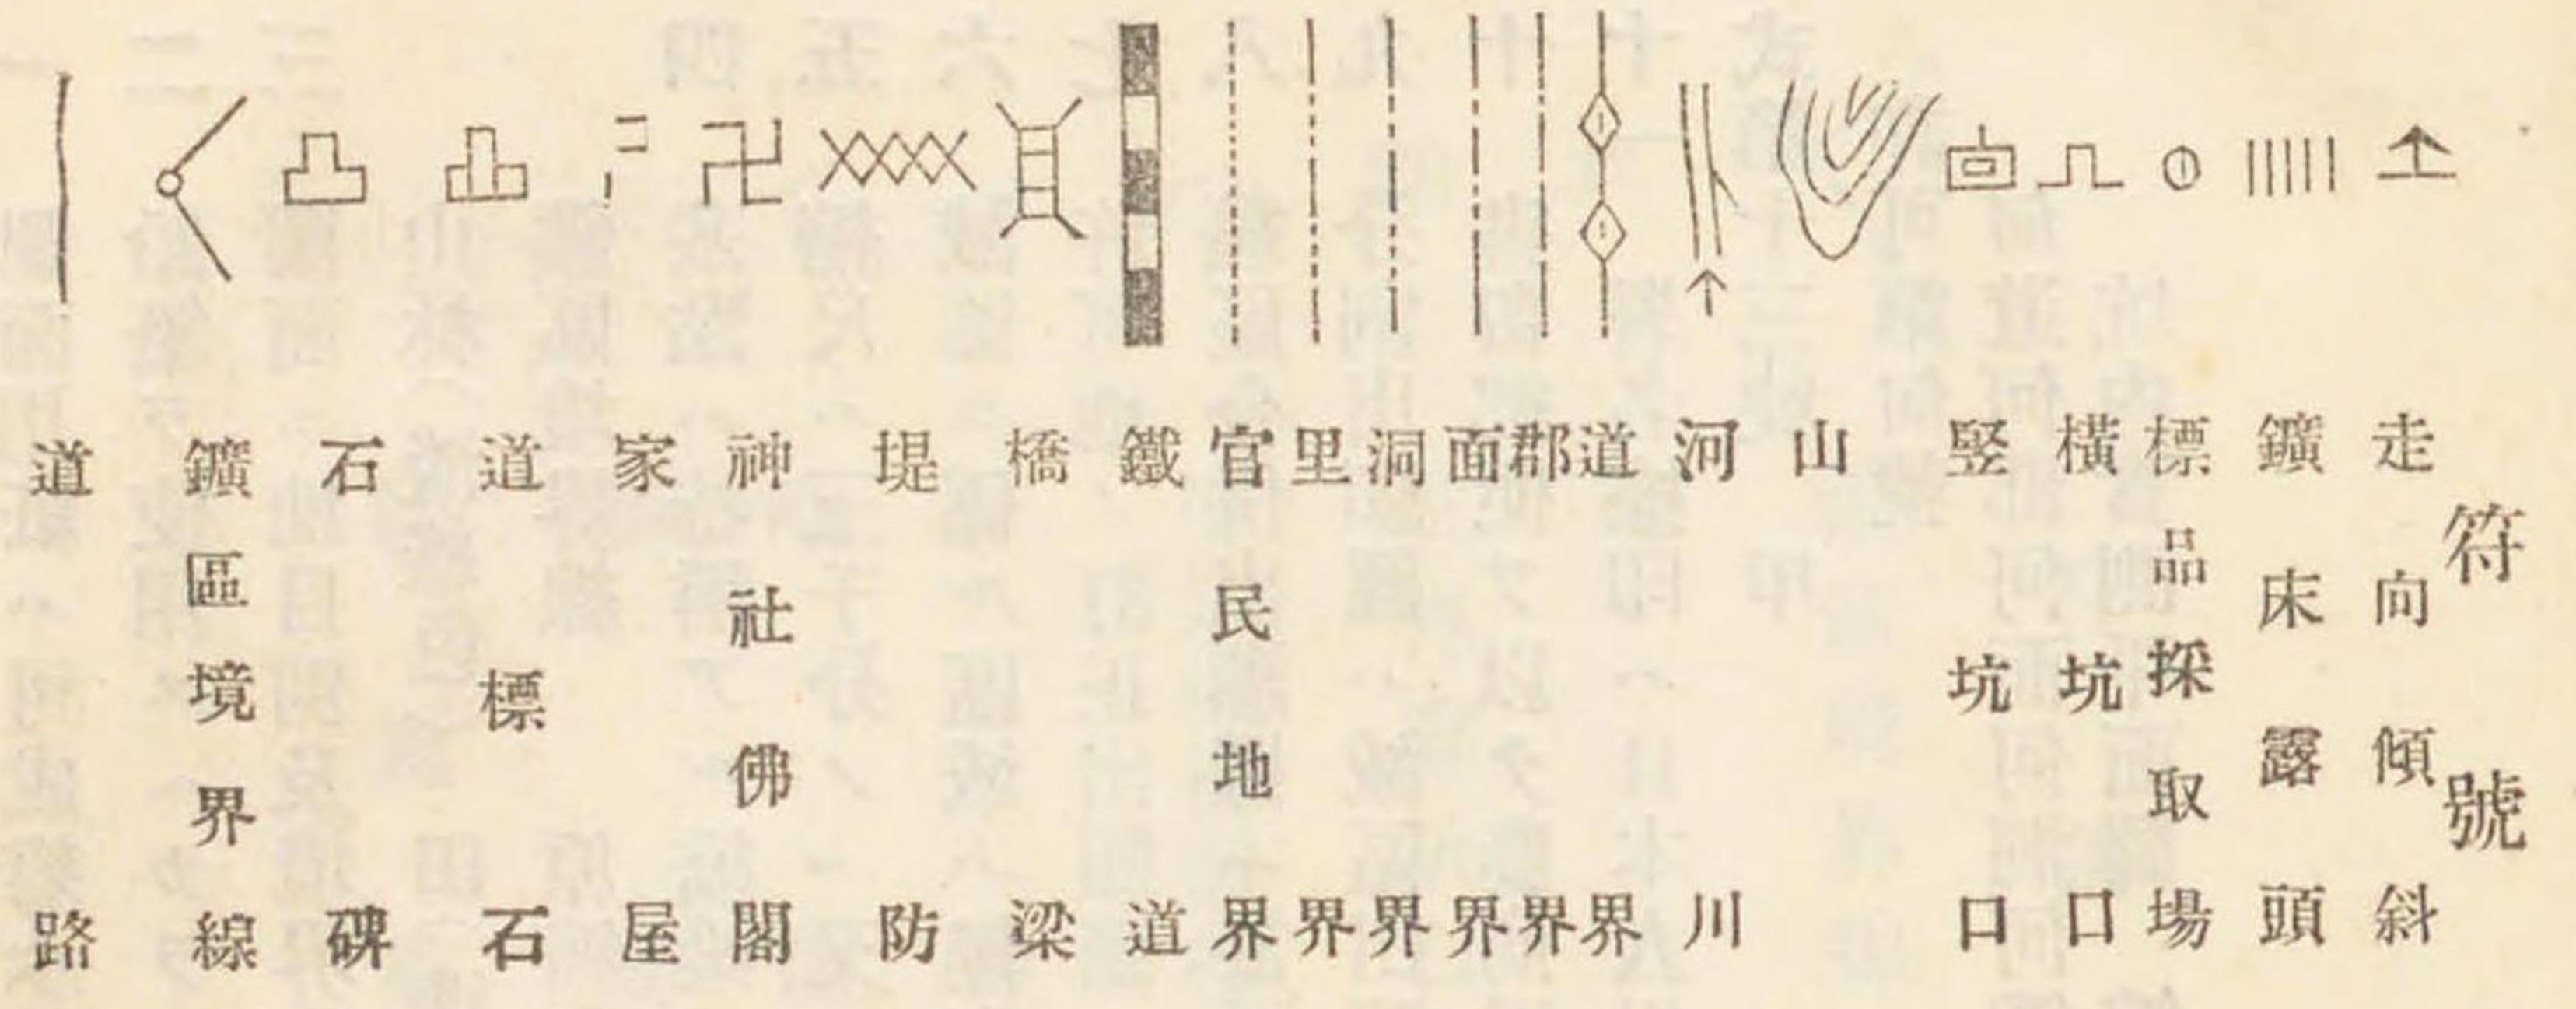 符號
走向傾斜
鑛床露頭
標品採取場
橫坑口
竪坑口
山
河川
道界
郡界
面界
洞界
里界
官民地界
鐵道
橋梁
堤防
神社佛閣
家屋
道標石
石碑
鑛區境界線
道路